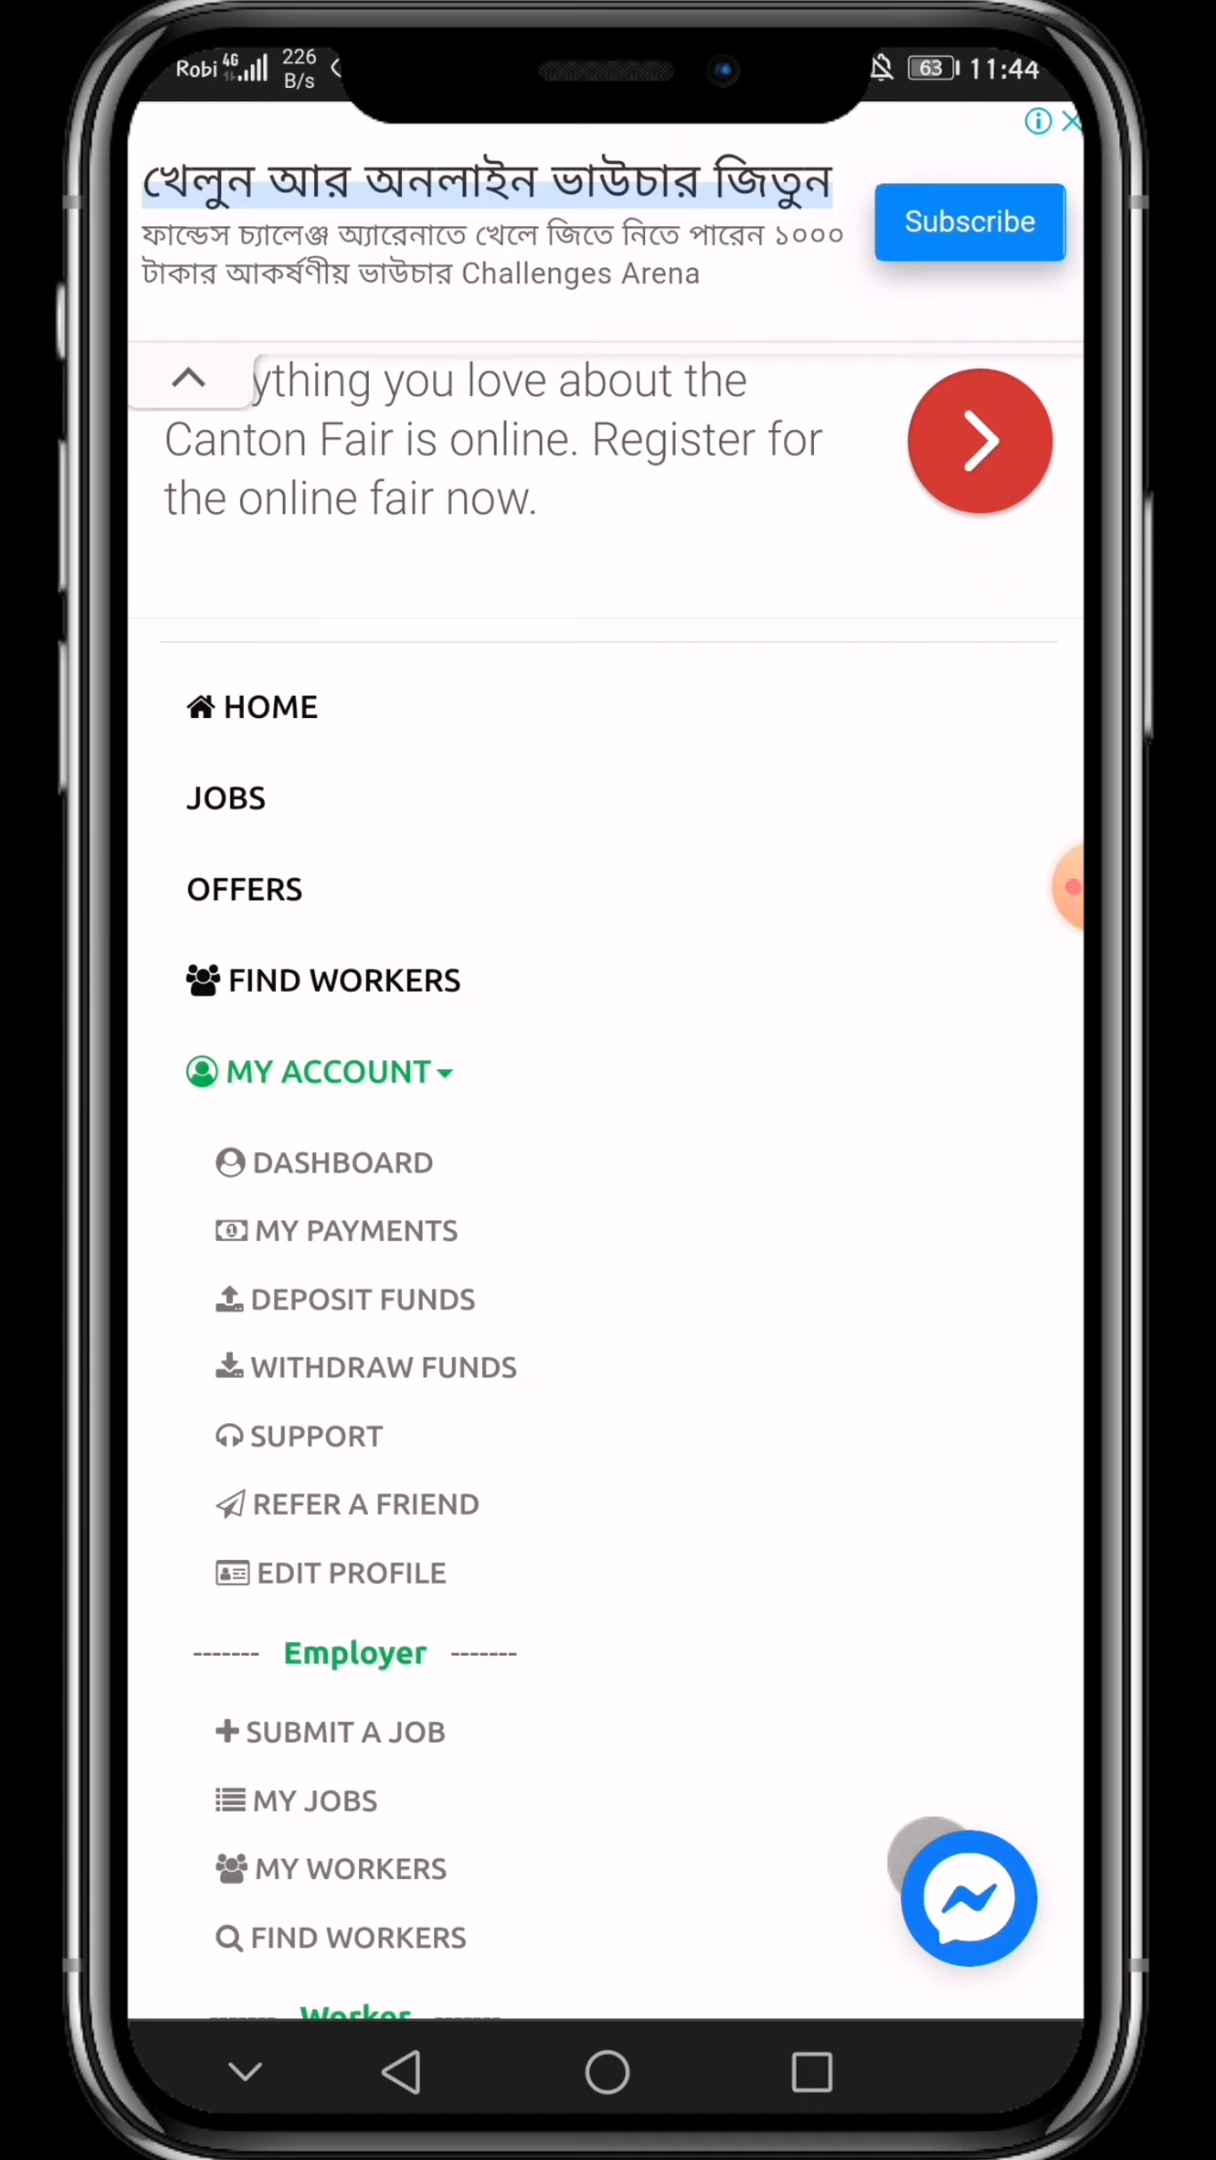 Robi 4G 226 B/s 63 11:44
খেলুন আর অনলাইন ভাউচার জিতুন
ফান্ডেস চ্যালেঞ্জ অ্যারেনাতে খেলে জিতে নিতে পারেন ১০০০
টাকার আকর্ষণীয় ভাউচার Challenges Arena
Subscribe
ything you love about the
Canton Fair is online. Register for
the online fair now.
HOME
JOBS
OFFERS
FIND WORKERS
MY ACCOUNT
DASHBOARD
MY PAYMENTS
DEPOSIT FUNDS
WITHDRAW FUNDS
SUPPORT
REFER A FRIEND
EDIT PROFILE
------- Employer -------
SUBMIT A JOB
MY JOBS
MY WORKERS
FIND WORKERS
------- Worker -------